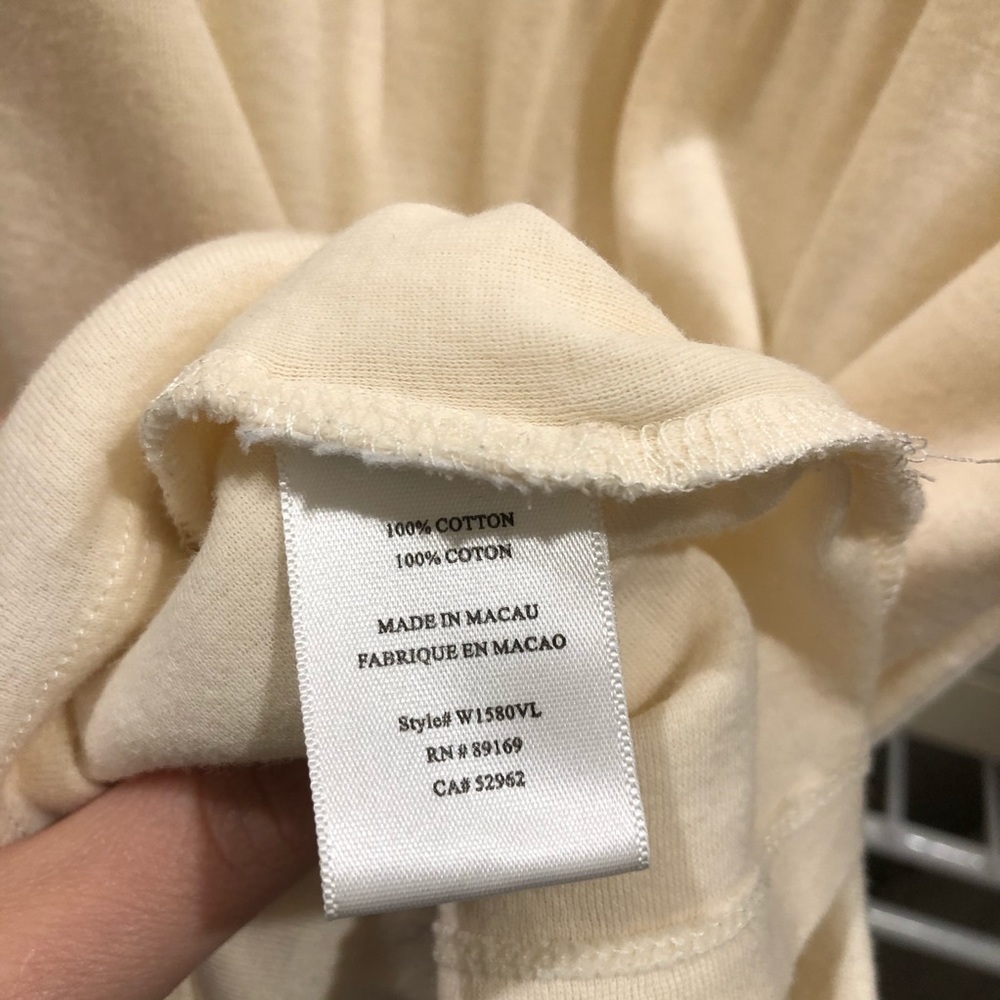 100% COTTON
100% COTON
MADE IN MACAU
FABRIQUE EN MACAO
Style# W1580VL
RN # 89169
CA# 52962